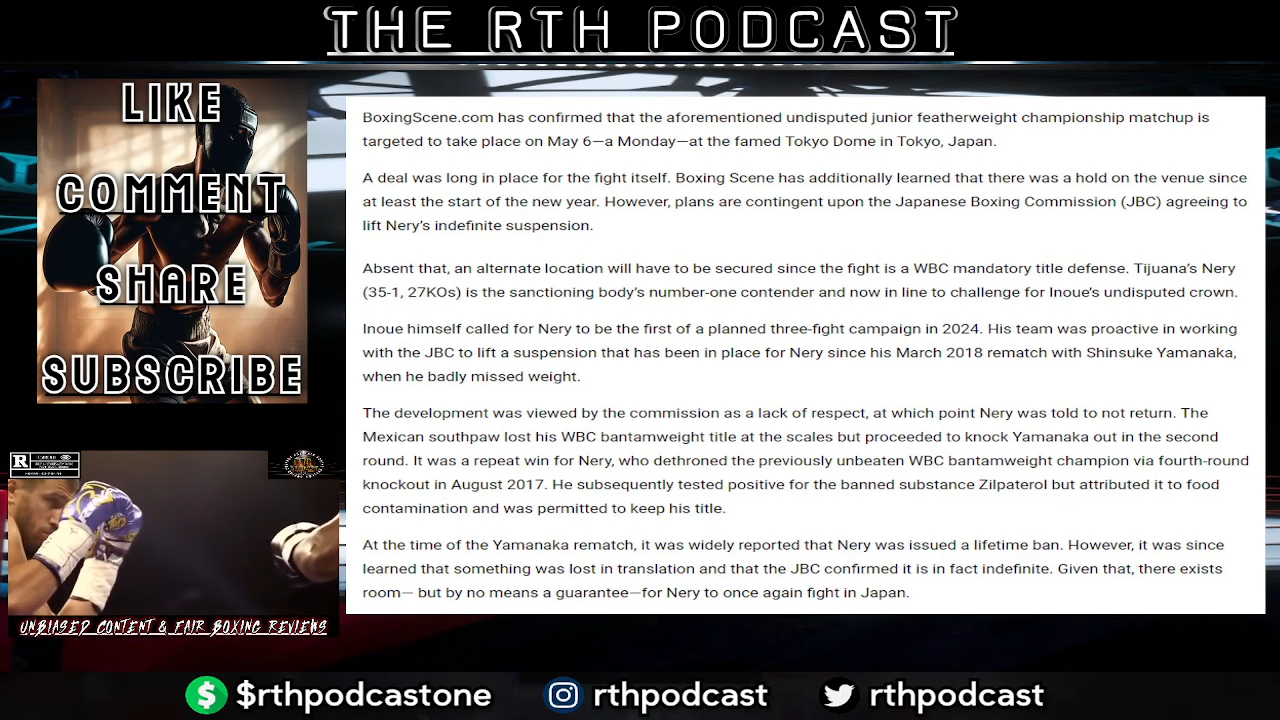 THE RTH PODCAST
LIKE
COMMENT
SHARE
SUBSCRIBE
BoxingScene.com has confirmed that the aforementioned undisputed junior featherweight championship matchup is
targeted to take place on May 6—a Monday—at the famed Tokyo Dome in Tokyo, Japan.
A deal was long in place for the fight itself. Boxing Scene has additionally learned that there was a hold on the venue since
at least the start of the new year. However, plans are contingent upon the Japanese Boxing Commission (JBC) agreeing to
lift Nery's indefinite suspension.
Absent that, an alternate location will have to be secured since the fight is a WBC mandatory title defense. Tijuana's Nery
(35-1, 27KOs) is the sanctioning body's number-one contender and now in line to challenge for Inoue's undisputed crown.
Inoue himself called for Nery to be the first of a planned three-fight campaign in 2024. His team was proactive in working
with the JBC to lift a suspension that has been in place for Nery since his March 2018 rematch with Shinsuke Yamanaka,
when he badly missed weight.
The development was viewed by the commission as a lack of respect, at which point Nery was told to not return. The
Mexican southpaw lost his WBC bantamweight title at the scales but proceeded to knock Yamanaka out in the second
round. It was a repeat win for Nery, who dethroned the previously unbeaten WBC bantamweight champion via fourth-round
knockout in August 2017. He subsequently tested positive for the banned substance Zilpaterol but attributed it to food
contamination and was permitted to keep his title.
At the time of the Yamanaka rematch, it was widely reported that Nery was issued a lifetime ban. However, it was since
learned that something was lost in translation and that the JBC confirmed it is in fact indefinite. Given that, there exists
room— but by no means a guarantee—for Nery to once again fight in Japan.
R
UNBIASED CONTENT & FAIR BOXING REVIEWS
$rthpodcastone
rthpodcast
rthpodcast